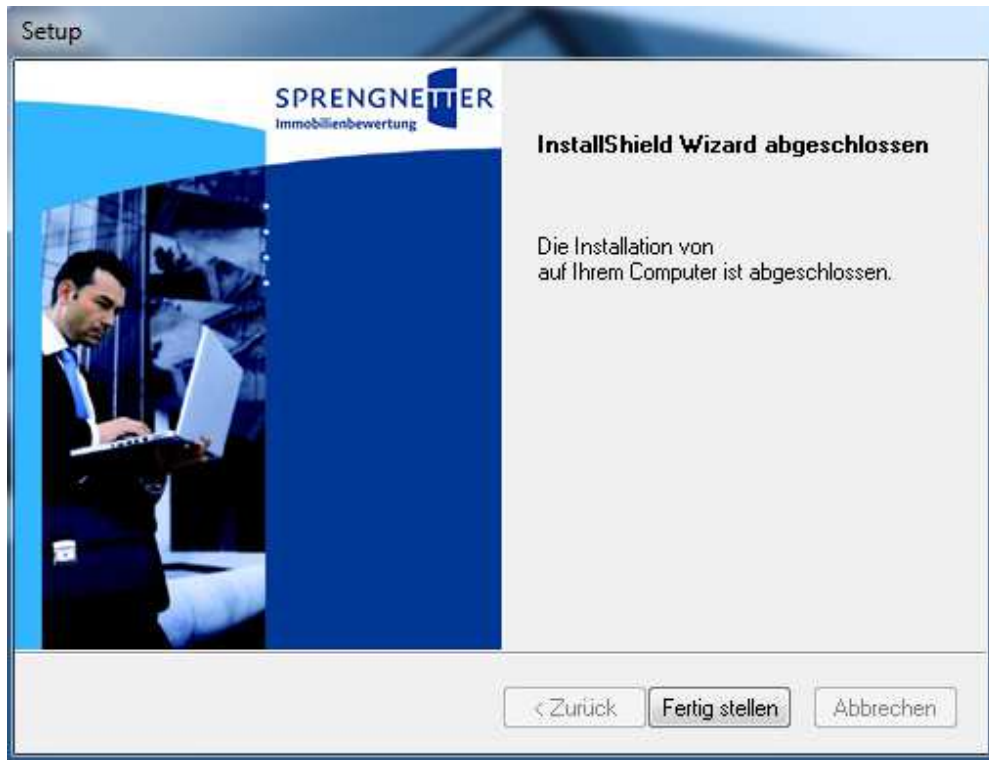 Setup
SPRENGNETTER
Immobilienbewertung
InstallShield Wizard abgeschlossen
Die Installation von
auf Ihrem Computer ist abgeschlossen.
< Zurück
Fertig stellen
Abbrechen